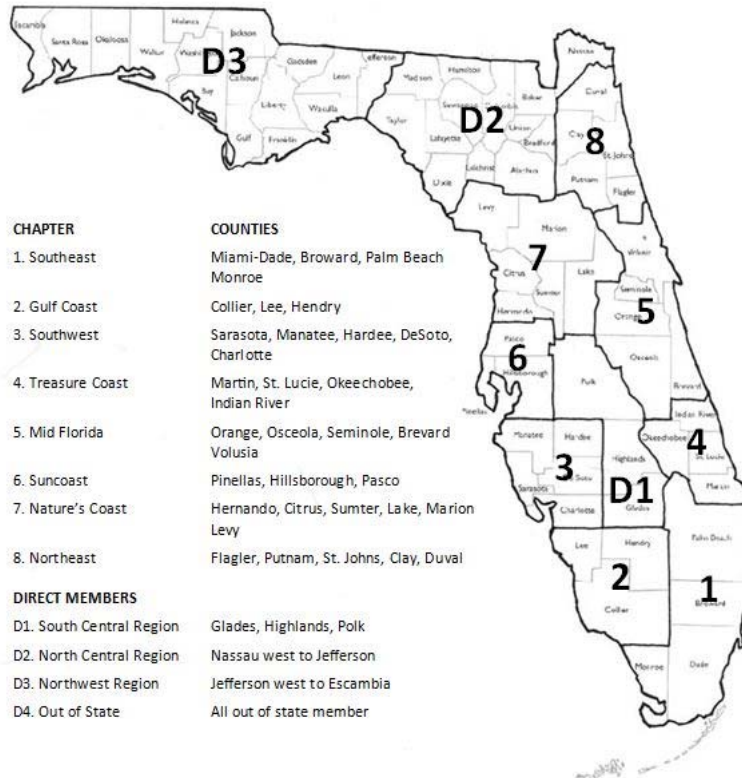 Escambia
Santa Rosa
Okaloosa
Walton
Holmes
Jackson
D3
Bay
Calhoun
Gulf
Liberty
Franklin
Gadsden
Leon
Wakulla
Jefferson
Madison
Hamilton
Taylor
D2
Lafayette
Dixie
Gilchrist
Union
Bradford
Baker
Alachua
Nassau
Duval
Clay
8
St. Johns
Putnam
Flagler
Levy
Marion
7
Citrus
Sumter
Lake
Hernando
Seminole
5
Orange
Osceola
Brevard
Pasco
6
Hillsborough
Pinellas
Polk
Indian River
Okeechobee
4
St. Lucie
Martin
Manatee
Hardee
3
Sarasota
Charlotte
Highlands
D1
Glades
Lee
Hendry
2
Collier
Palm Beach
1
Broward
Monroe
Dade
CHAPTER COUNTIES
1. Southeast Miami-Dade, Broward, Palm Beach
Monroe
2. Gulf Coast Collier, Lee, Hendry
3. Southwest Sarasota, Manatee, Hardee, DeSoto,
Charlotte
4. Treasure Coast Martin, St. Lucie, Okeechobee,
Indian River
5. Mid Florida Orange, Osceola, Seminole, Brevard
Volusia
6. Suncoast Pinellas, Hillsborough, Pasco
7. Nature's Coast Hernando, Citrus, Sumter, Lake, Marion
Levy
8. Northeast Flagler, Putnam, St. Johns, Clay, Duval
DIRECT MEMBERS
D1. South Central Region Glades, Highlands, Polk
D2. North Central Region Nassau west to Jefferson
D3. Northwest Region Jefferson west to Escambia
D4. Out of State All out of state member